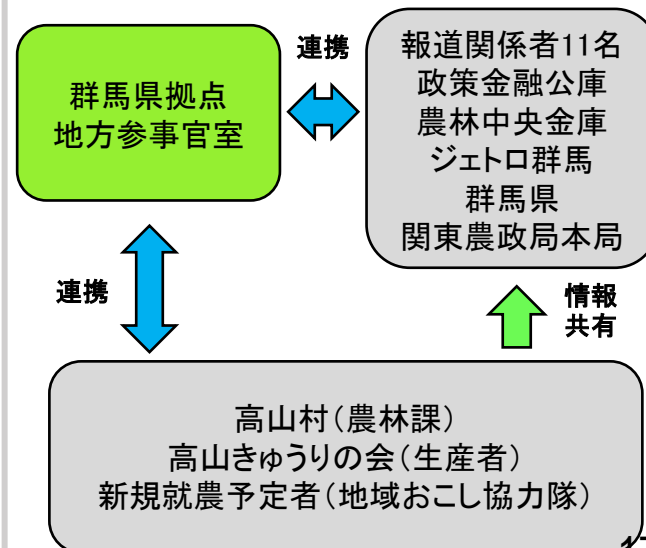 群馬県拠点
地方参事官室
連携
報道関係者11名
政策金融公庫
農林中央金庫
ジェトロ群馬
群馬県
関東農政局本局
連携
情報
共有
高山村（農林課）
高山きゅうりの会（生産者）
新規就農予定者（地域おこし協力隊）